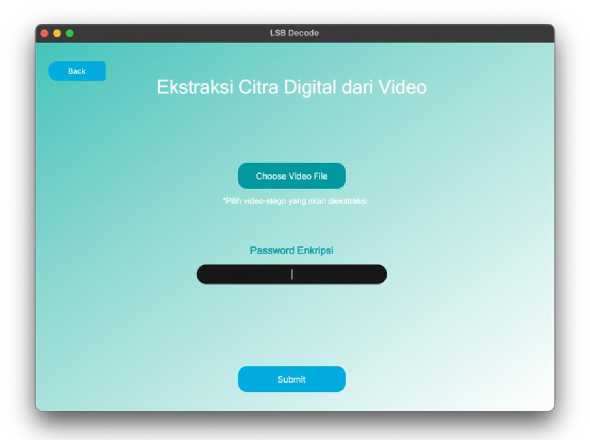 LSB Decode
Back
Ekstraksi Citra Digital dari Video
Choose Video File
*Pilih video-stego yang akan diekstraksi
Password Enkripsi
Submit